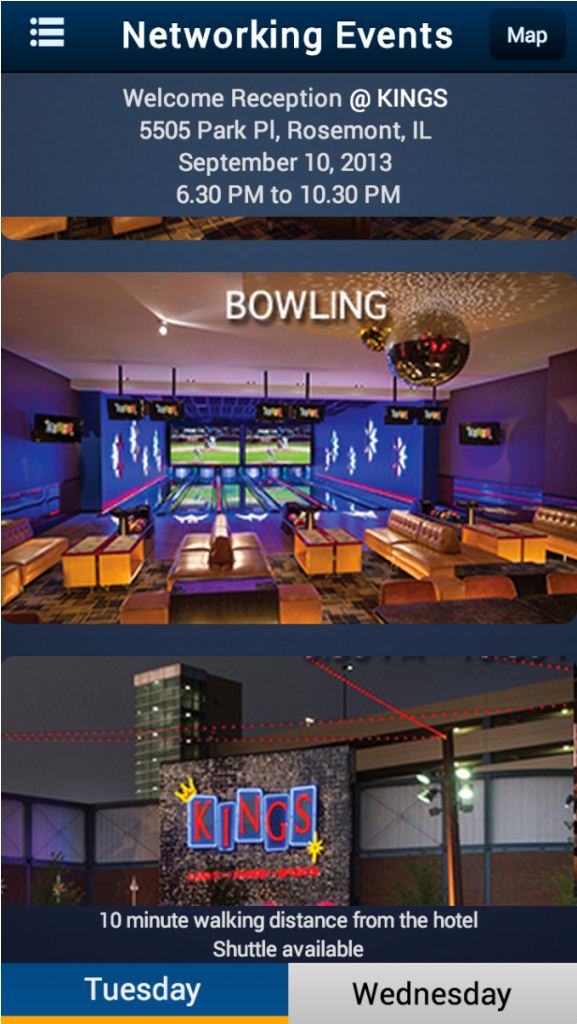 Networking Events
Map
Welcome Reception @ KINGS
5505 Park Pl, Rosemont, IL
September 10, 2013
6.30 PM to 10.30 PM
BOWLING
KINGS
10 minute walking distance from the hotel
Shuttle available
Tuesday
Wednesday